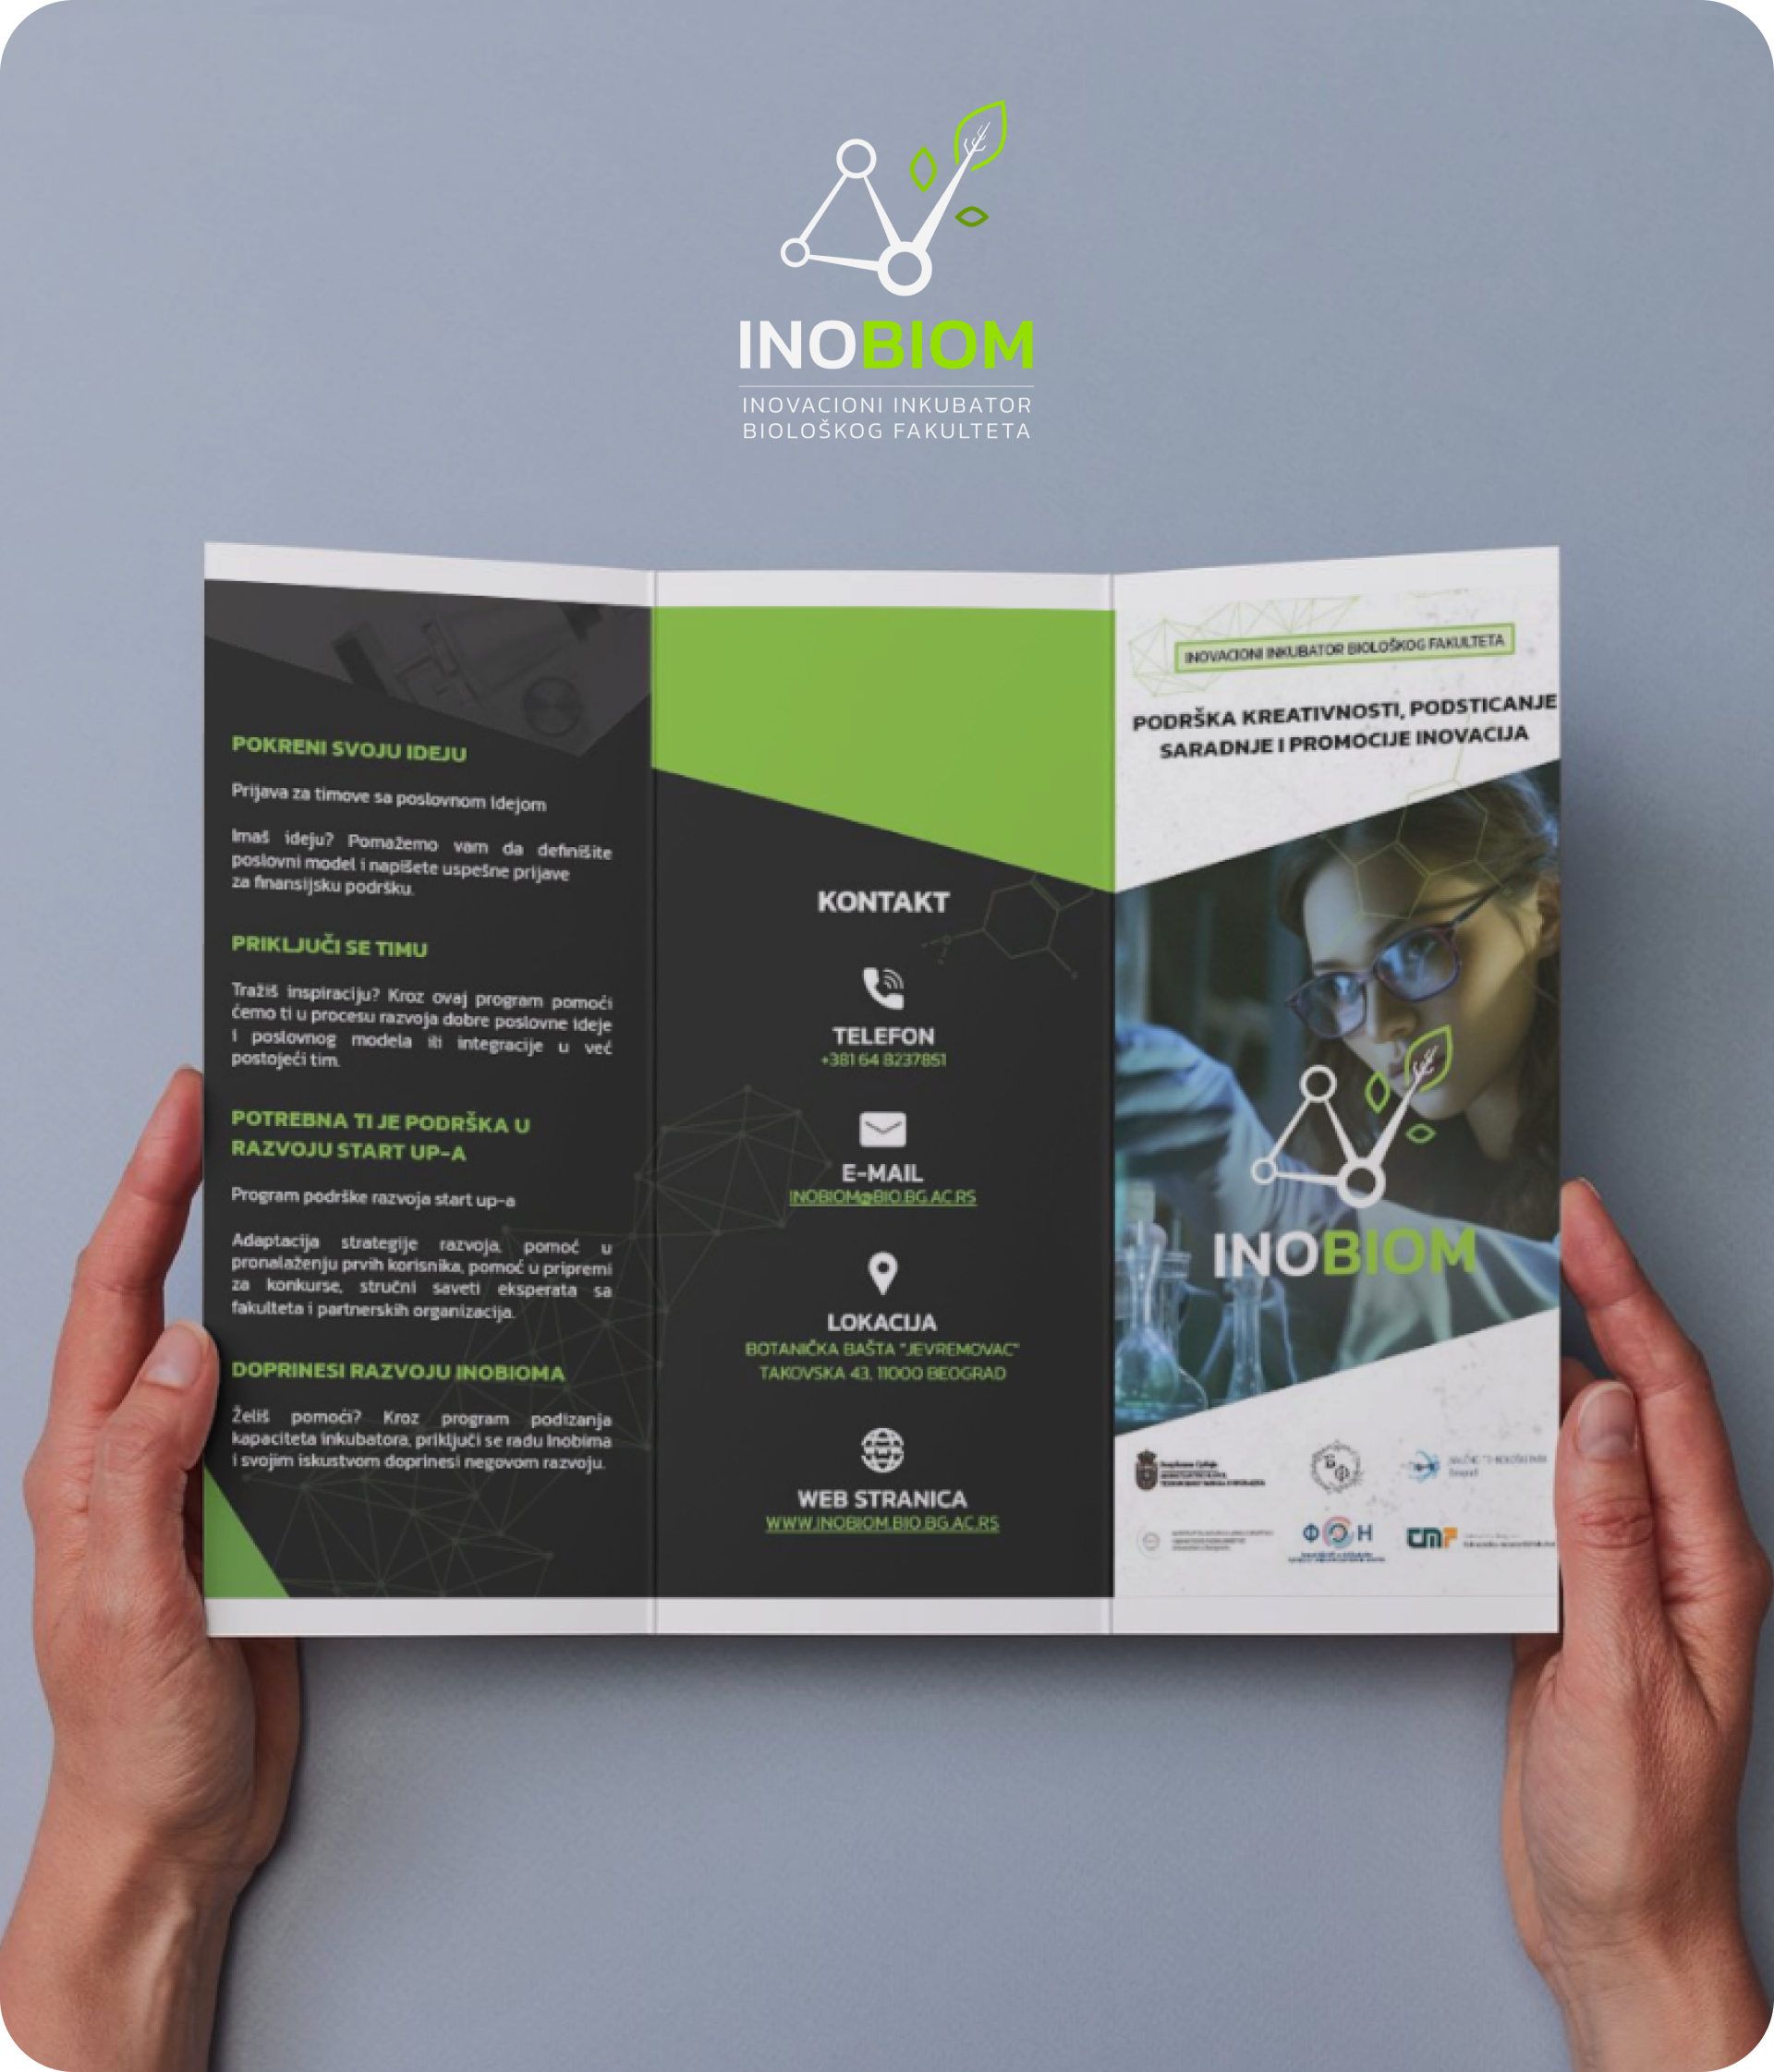 INOBIOM
INOVACIONI INKUBATOR
BIOLOŠKOG FAKULTETA
POKRENI SVOJU IDEJU
Prijava za timove sa poslovnom Idejom
Imaš ideju? Pomažemo vam da definišite
poslovni model i napišete uspešne prijave
za finansijsku podršku.
PRIKLJUČI SE TIMU
Tražiš inspiraciju? Kroz ovaj program pomoći
ćemo ti u procesu razvoja dobre poslovne ideje
i poslovnog modela ili integracije u već
postojeći tim.
POTREBNA TI JE PODRŠKA U
RAZVOJU START UP-A
Program podrške razvoja start up-a
Adaptacija strategije razvoja, pomoć u
pronalaženju prvih korisnika, pomoć u pripremi
za konkurse, stručni saveti eksperata sa
fakulteta i partnerskih organizacija.
DOPRINESI RAZVOJU INOBIOMA
Želiš pomoći? Kroz program podizanja
kapaciteta inkubatora, priključi se radu Inobima
i svojim iskustvom doprinesi negovom razvoju.
KONTAKT
TELEFON
+381 64 8237851
E-MAIL
INOBIOM@BIO.BG.AC.RS
LOKACIJA
BOTANIČKA BAŠTA "JEVREMOVAC"
TAKOVSKA 43, 11000 BEOGRAD
WEB STRANICA
WWW.INOBIOM.BIO.BG.AC.RS
INOVACIONI INKUBATOR BIOLOŠKOG FAKULTETA
PODRŠKA KREATIVNOSTI, PODSTICANJE
SARADNJE I PROMOCIJE INOVACIJA
INOBIOM
БФ
ФОН